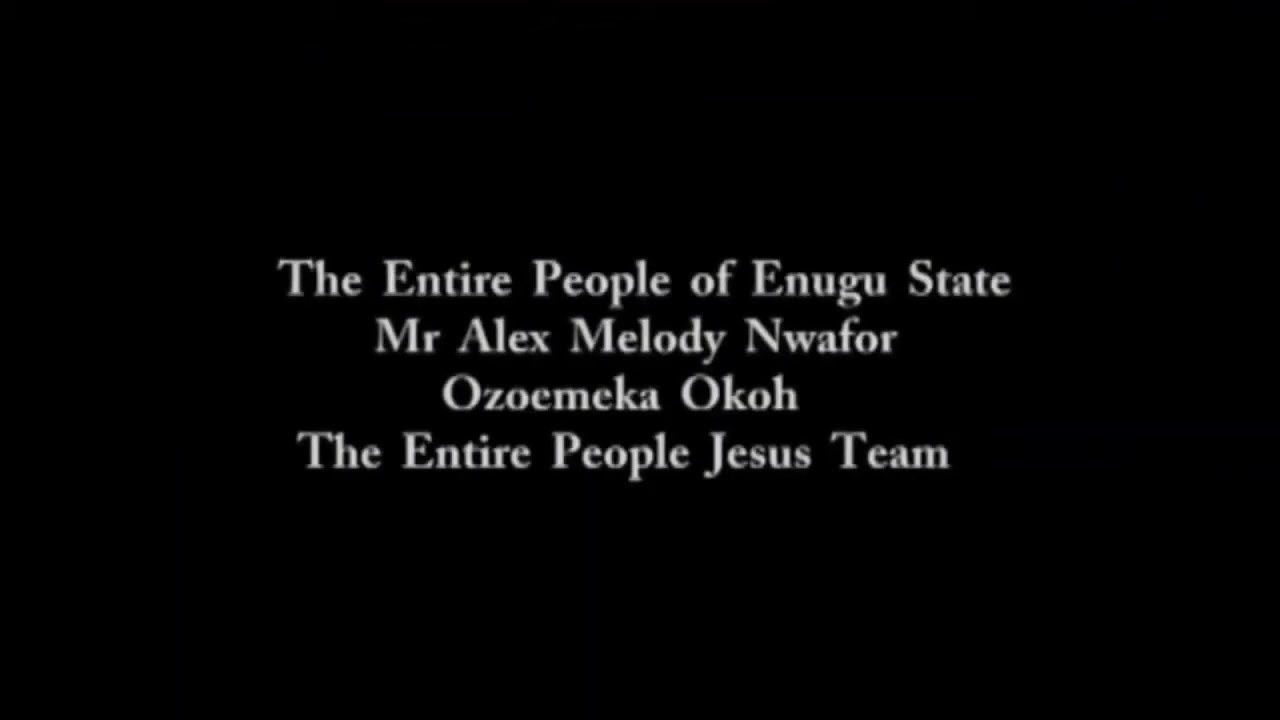 The Entire People of Enugu State
Mr Alex Melody Nwafor
Ozoemeka Okoh
The Entire People Jesus Team